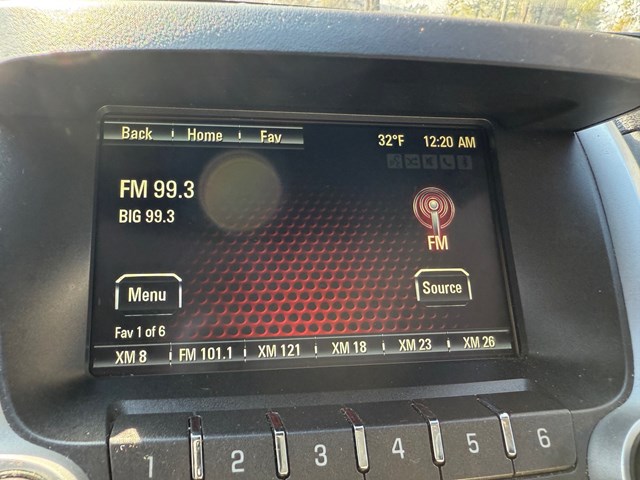 Back Home Fav 32°F 12:20 AM
FM 99.3
BIG 99.3
FM
Menu Source
Fav 1 of 6
XM 8 FM 101.1 XM 121 XM 18 XM 23 XM 26
1 2 3 4 5 6